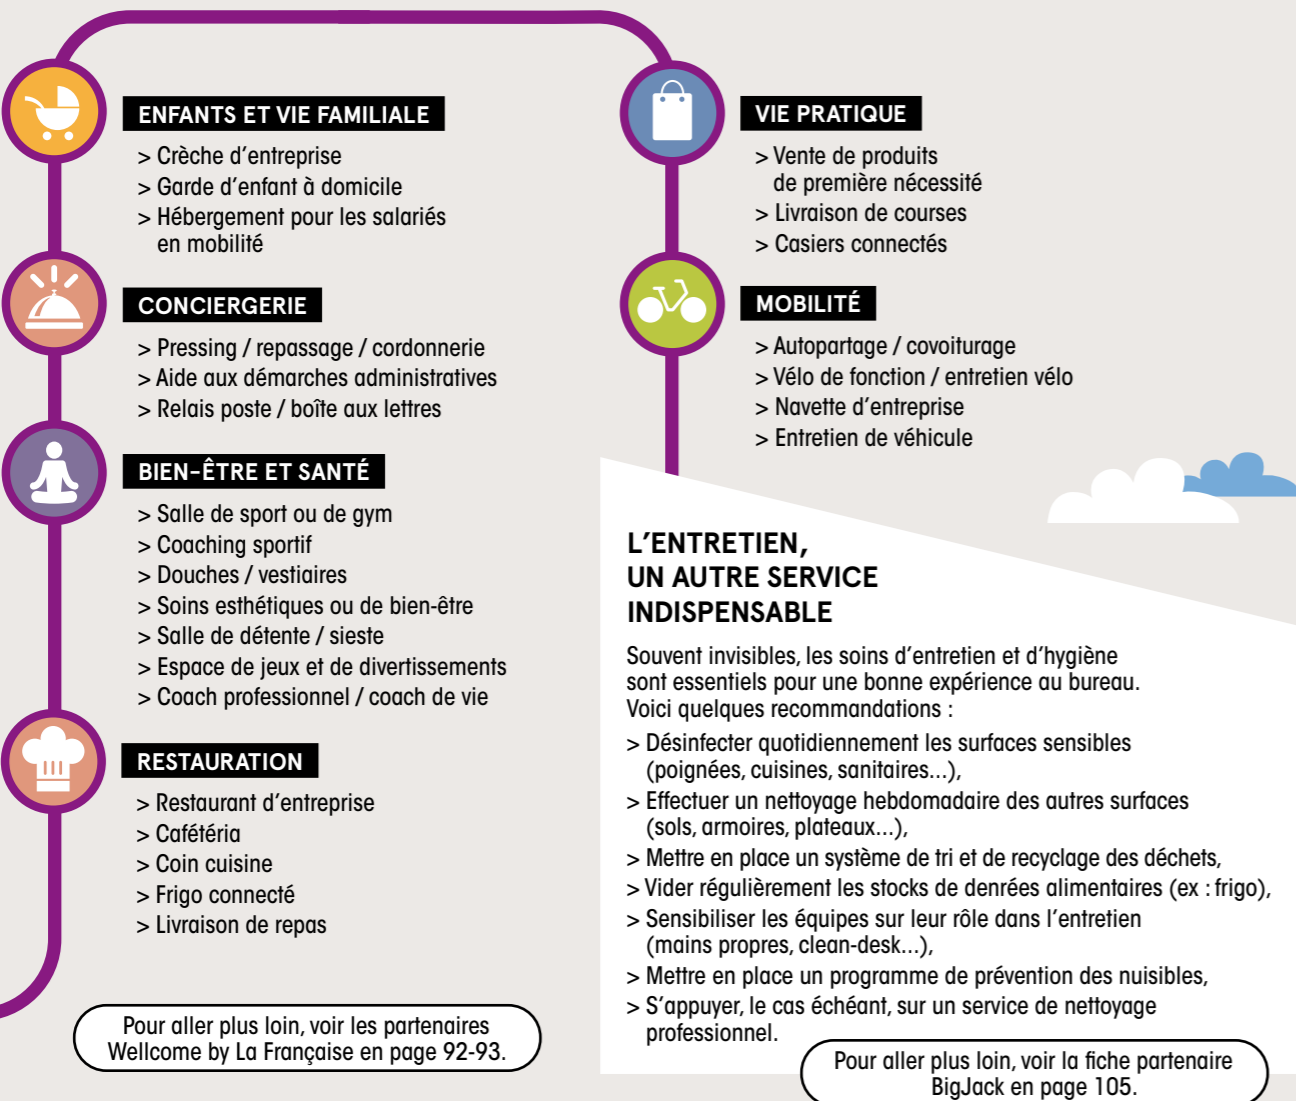 ENFANTS ET VIE FAMILIALE
> Crèche d'entreprise
> Garde d'enfant à domicile
> Hébergement pour les salariés
en mobilité
CONCIERGERIE
> Pressing / repassage / cordonnerie
> Aide aux démarches administratives
> Relais poste / boîte aux lettres
BIEN-ÊTRE ET SANTÉ
> Salle de sport ou de gym
> Coaching sportif
> Douches / vestiaires
> Soins esthétiques ou de bien-être
> Salle de détente / sieste
> Espace de jeux et de divertissements
> Coach professionnel / coach de vie
RESTAURATION
> Restaurant d'entreprise
> Cafétéria
> Coin cuisine
> Frigo connecté
> Livraison de repas
Pour aller plus loin, voir les partenaires
Wellcome by La Française en page 92-93.
VIE PRATIQUE
> Vente de produits
de première nécessité
> Livraison de courses
> Casiers connectés
MOBILITÉ
> Autopartage / covoiturage
> Vélo de fonction / entretien vélo
> Navette d'entreprise
> Entretien de véhicule
L'ENTRETIEN,
UN AUTRE SERVICE
INDISPENSABLE
Souvent invisibles, les soins d'entretien et d'hygiène
sont essentiels pour une bonne expérience au bureau.
Voici quelques recommandations :
> Désinfecter quotidiennement les surfaces sensibles
(poignées, cuisines, sanitaires...),
> Effectuer un nettoyage hebdomadaire des autres surfaces
(sols, armoires, plateaux...),
> Mettre en place un système de tri et de recyclage des déchets,
> Vider régulièrement les stocks de denrées alimentaires (ex : frigo),
> Sensibiliser les équipes sur leur rôle dans l'entretien
(mains propres, clean-desk...),
> Mettre en place un programme de prévention des nuisibles,
> S'appuyer, le cas échéant, sur un service de nettoyage
professionnel.
Pour aller plus loin, voir la fiche partenaire
BigJack en page 105.